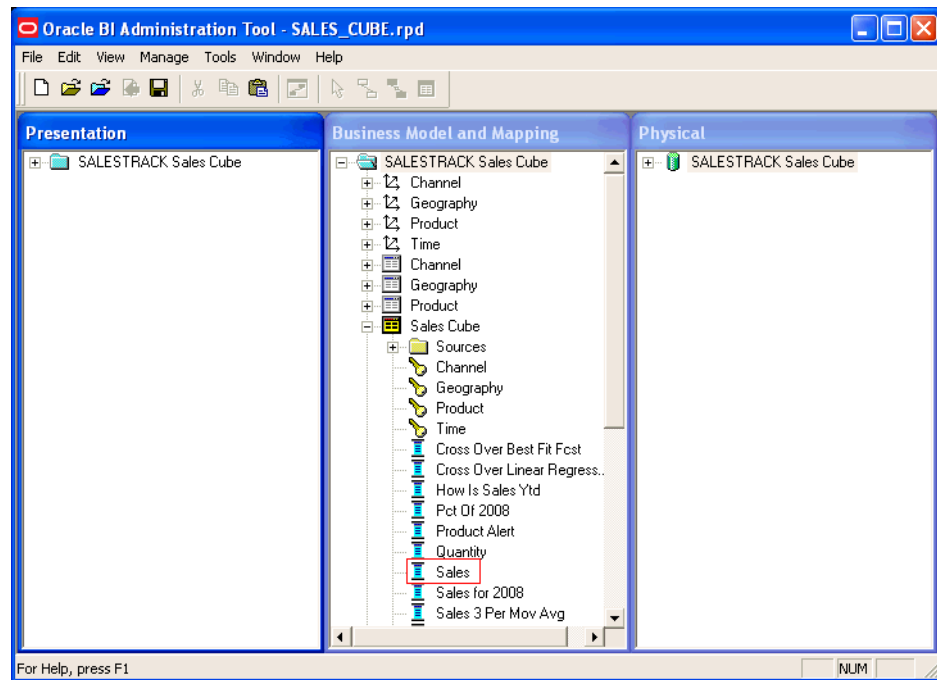 Oracle BI Administration Tool - SALES_CUBE.rpd
File Edit View Manage Tools Window Help
Presentation
SALESTRACK Sales Cube
Business Model and Mapping
SALESTRACK Sales Cube
Channel
Geography
Product
Time
Channel
Geography
Product
Sales Cube
Sources
Channel
Geography
Product
Time
Cross Over Best Fit Fcst
Cross Over Linear Regress..
How Is Sales Ytd
Pct Of 2008
Product Alert
Quantity
Sales
Sales for 2008
Sales 3 Per Mov Avg
Physical
SALESTRACK Sales Cube
For Help, press F1
NUM